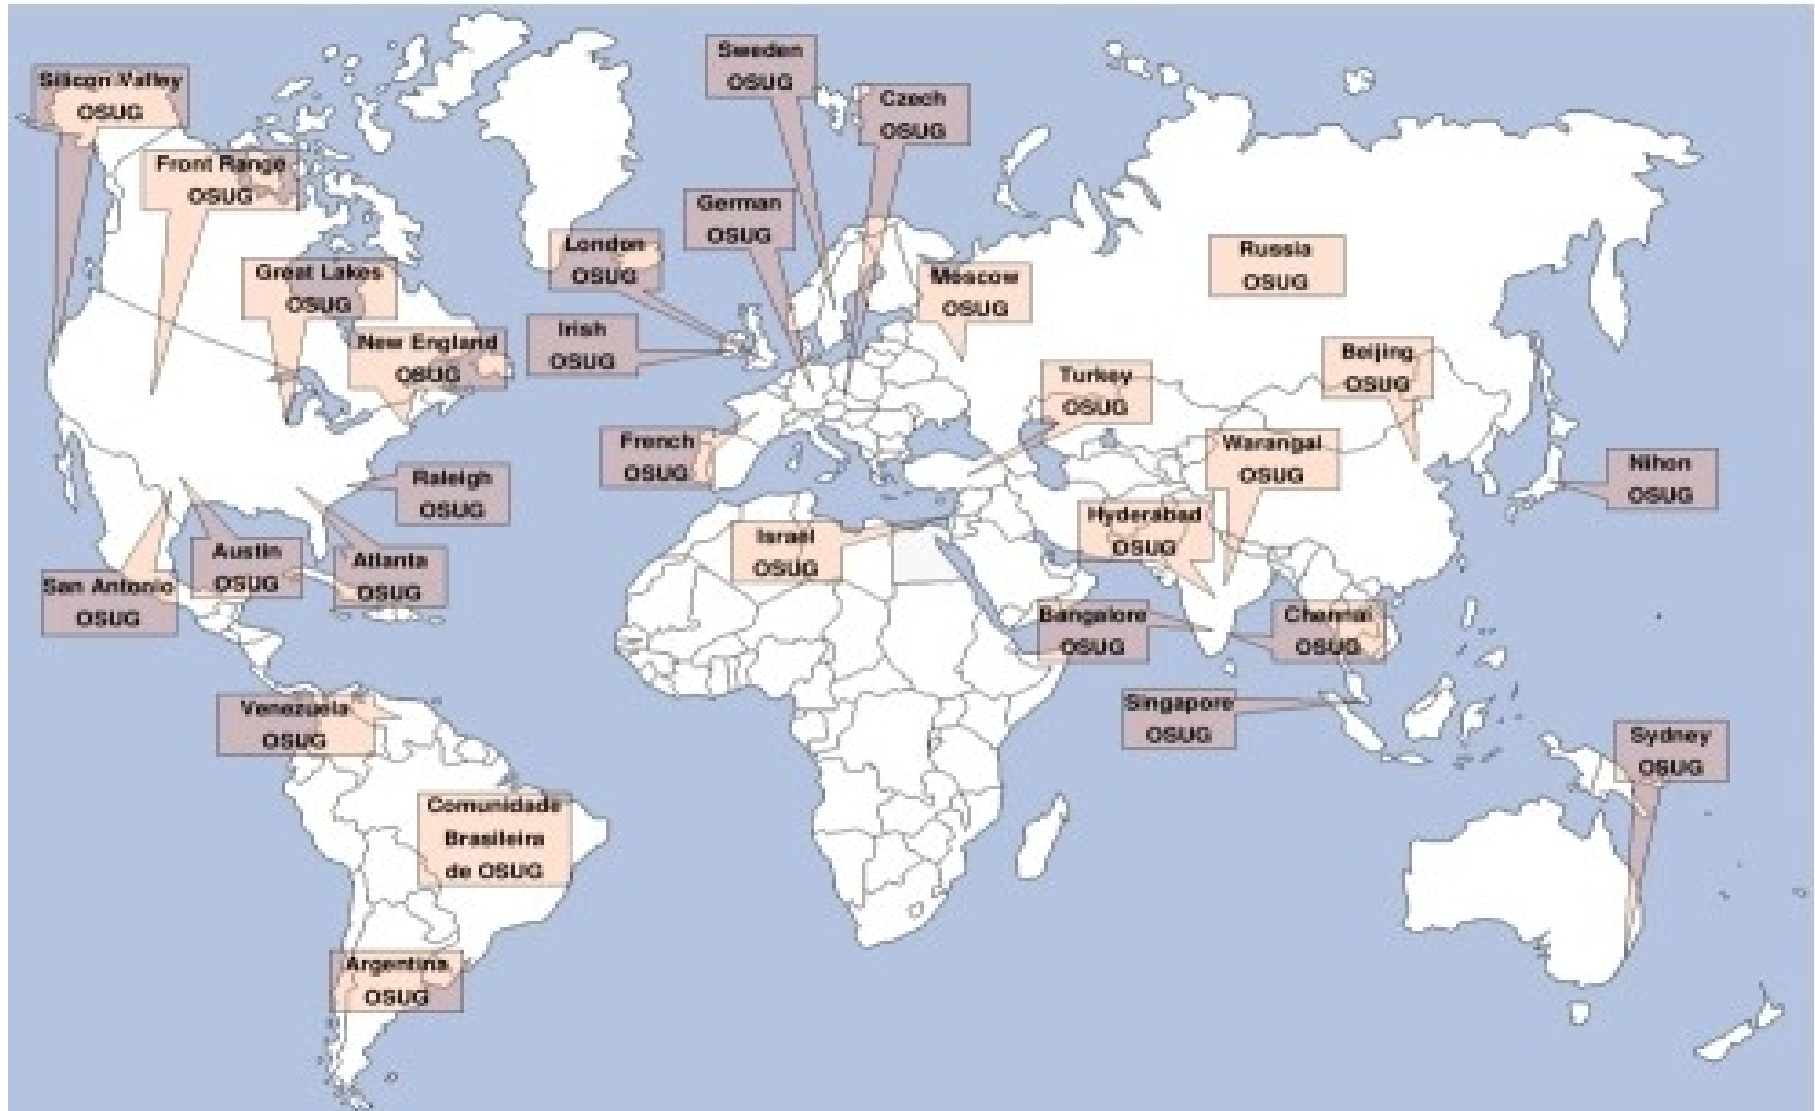 Silicon Valley
OSUG
Front Range
OSUG
Great Lakes
OSUG
New England
OSUG
Raleigh
OSUG
Austin
OSUG
Atlanta
OSUG
San Antonio
OSUG
Venezuela
OSUG
Comunidade
Brasileira
de OSUG
Argentina
OSUG
Sweden
OSUG
Czech
OSUG
German
OSUG
London
OSUG
Irish
OSUG
French
OSUG
Moscow
OSUG
Russia
OSUG
Turkey
OSUG
Beijing
OSUG
Warangal
OSUG
Nihon
OSUG
Israel
OSUG
Hyderabad
OSUG
Bangalore
OSUG
Chennai
OSUG
Singapore
OSUG
Sydney
OSUG